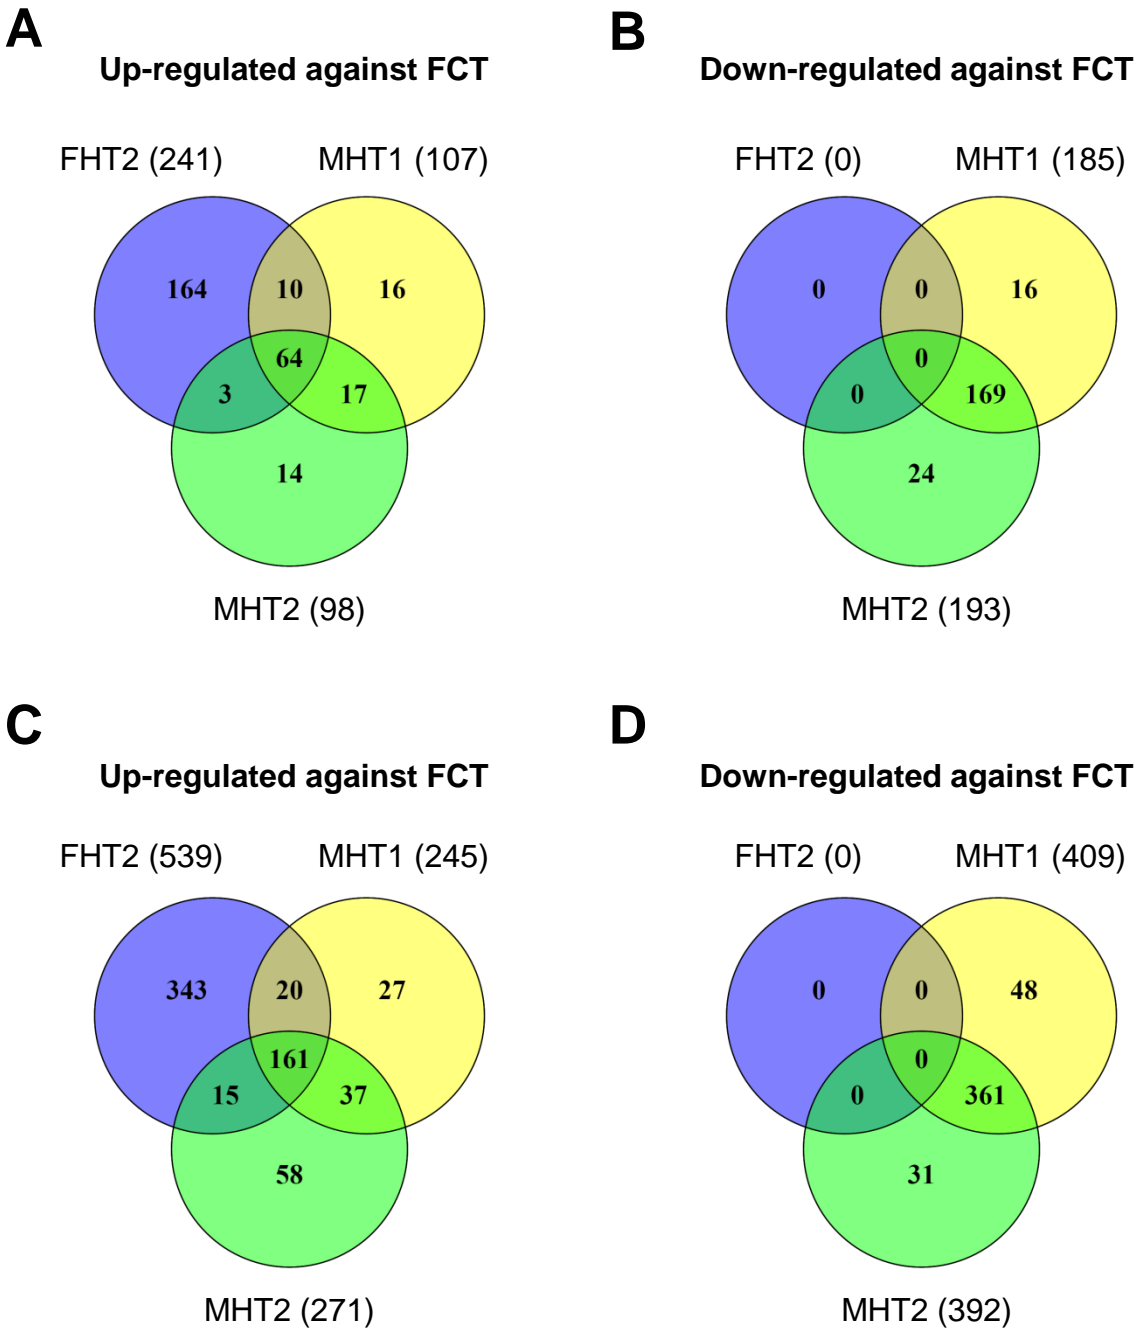 A
Up-regulated against FCT
FHT2 (241)
MHT1 (107)
164
10
16
64
3
17
14
MHT2 (98)
B
Down-regulated against FCT
FHT2 (0)
MHT1 (185)
0
0
16
0
0
169
24
MHT2 (193)
C
Up-regulated against FCT
FHT2 (539)
MHT1 (245)
343
20
27
161
15
37
58
MHT2 (271)
D
Down-regulated against FCT
FHT2 (0)
MHT1 (409)
0
0
48
0
0
361
31
MHT2 (392)